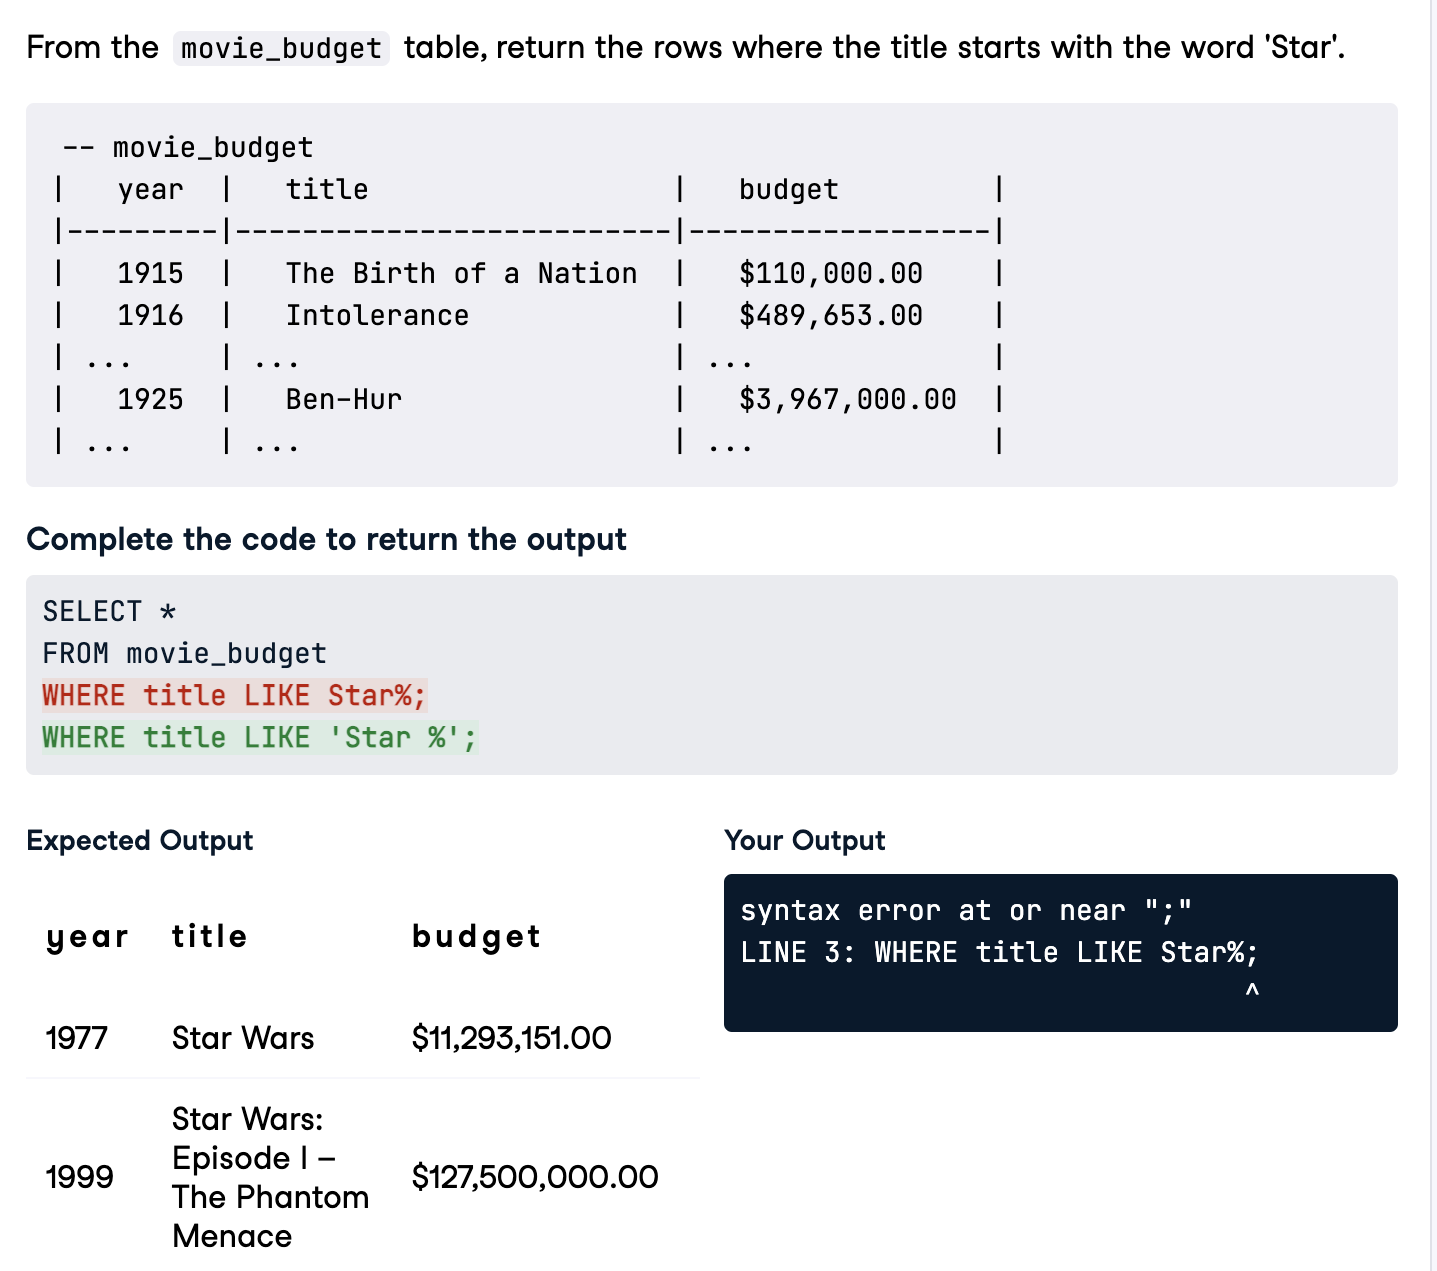 From the movie_budget table, return the rows where the title starts with the word 'Star'.
-- movie_budget
|   year  |   title                  |   budget         |
|---------|--------------------------|------------------|
|   1915  |   The Birth of a Nation  |   $110,000.00    |
|   1916  |   Intolerance            |   $489,653.00    |
| ...     | ...                      | ...              |
|   1925  |   Ben-Hur                |   $3,967,000.00  |
| ...     | ...                      | ...              |
Complete the code to return the output
SELECT *
FROM movie_budget
WHERE title LIKE Star%;
WHERE title LIKE 'Star %';
Expected Output
year title budget
1977 Star Wars $11,293,151.00
Star Wars:
Episode I –
1999 $127,500,000.00
The Phantom
Menace
Your Output
syntax error at or near ";"
LINE 3: WHERE title LIKE Star%;
^